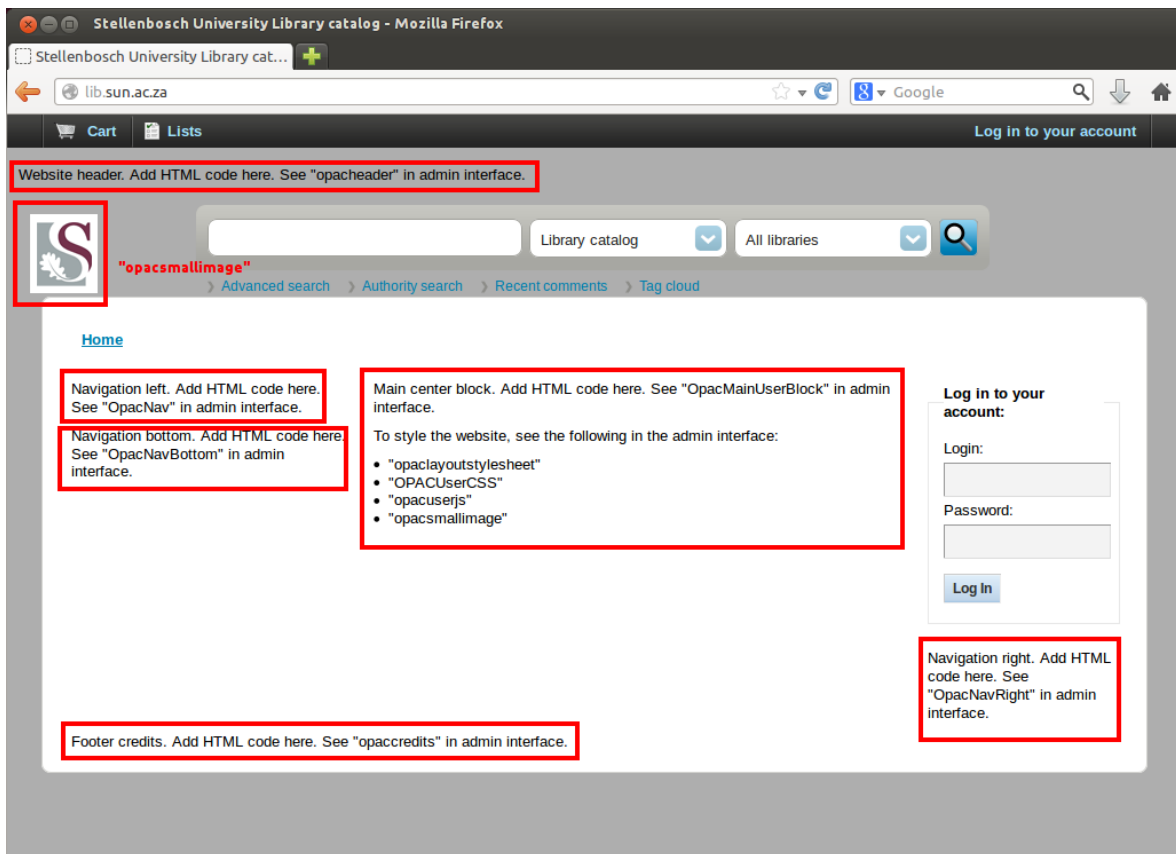 Stellenbosch University Library catalog - Mozilla Firefox
Stellenbosch University Library cat...
lib.sun.ac.za
8 Google
Cart
Lists
Log in to your account
Website header. Add HTML code here. See "opacheader" in admin interface.
S
"opacsmallimage"
Library catalog
All libraries
Advanced search
Authority search
Recent comments
Tag cloud
Home
Navigation left. Add HTML code here.
See "OpacNav" in admin interface.
Navigation bottom. Add HTML code here.
See "OpacNavBottom" in admin
interface.
Main center block. Add HTML code here. See "OpacMainUserBlock" in admin
interface.
To style the website, see the following in the admin interface:
• "opaclayoutstylesheet"
• "OPACUserCSS"
• "opacuserjs"
• "opacsmallimage"
Log in to your
account:
Login:
Password:
Log In
Navigation right. Add HTML
code here. See
"OpacNavRight" in admin
interface.
Footer credits. Add HTML code here. See "opaccredits" in admin interface.